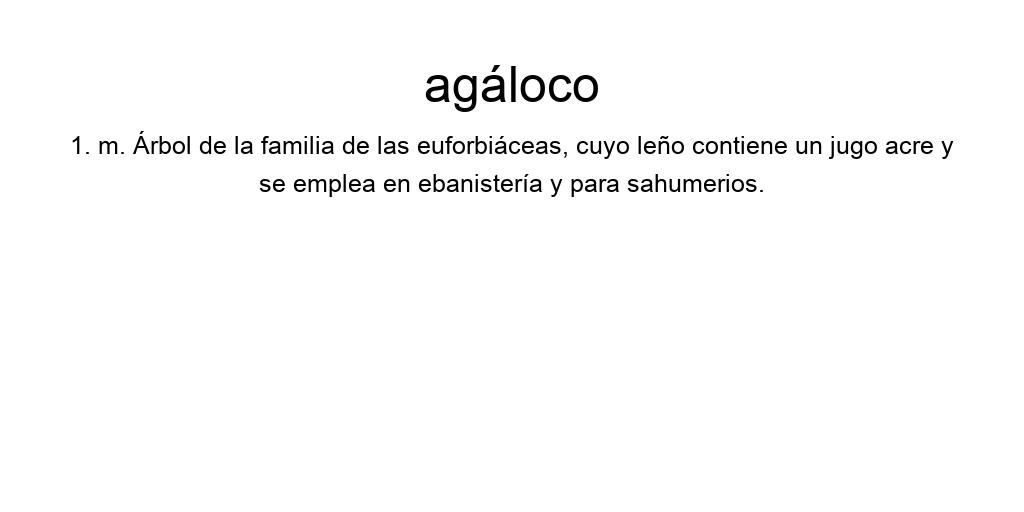 agáloco
1. m. Árbol de la familia de las euforbiáceas, cuyo leño contiene un jugo acre y
se emplea en ebanistería y para sahumerios.